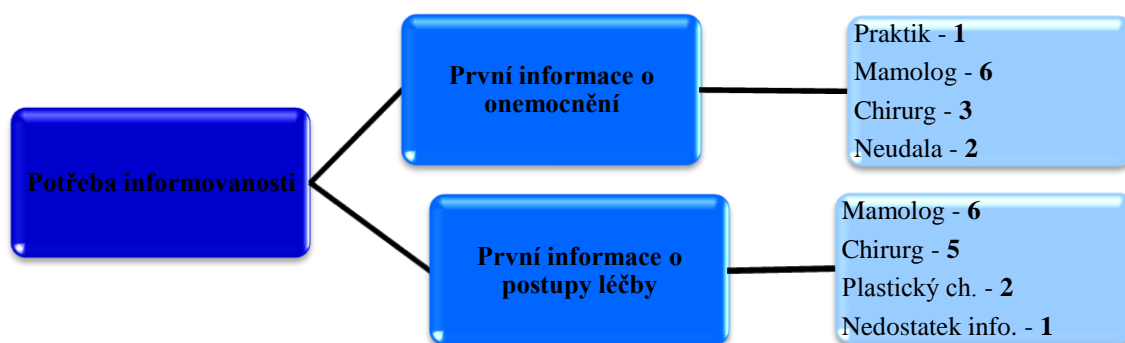 Potřeba informovanosti
První informace o
onemocnění
Praktik - 1
Mamolog - 6
Chirurg - 3
Neudala - 2
První informace o
postupy léčby
Mamolog - 6
Chirurg - 5
Plastický ch. - 2
Nedostatek info. - 1